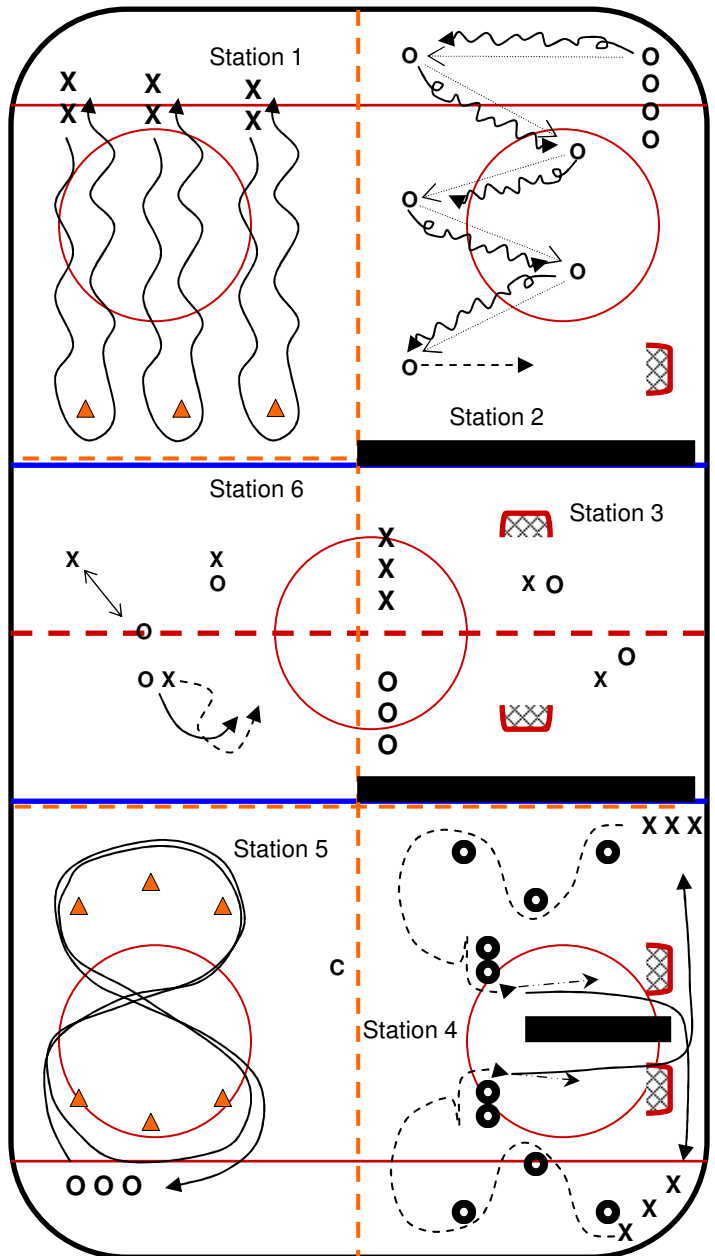 Station 1
X X X
X X X
O O
O
O
O
O
O
O
O
Station 2
Station 6
X X
O
O
O X
Station 3
X
X
X
X O
O
X
O
O
O
Station 5
O O O
C
X X X
Station 4
X
X
X